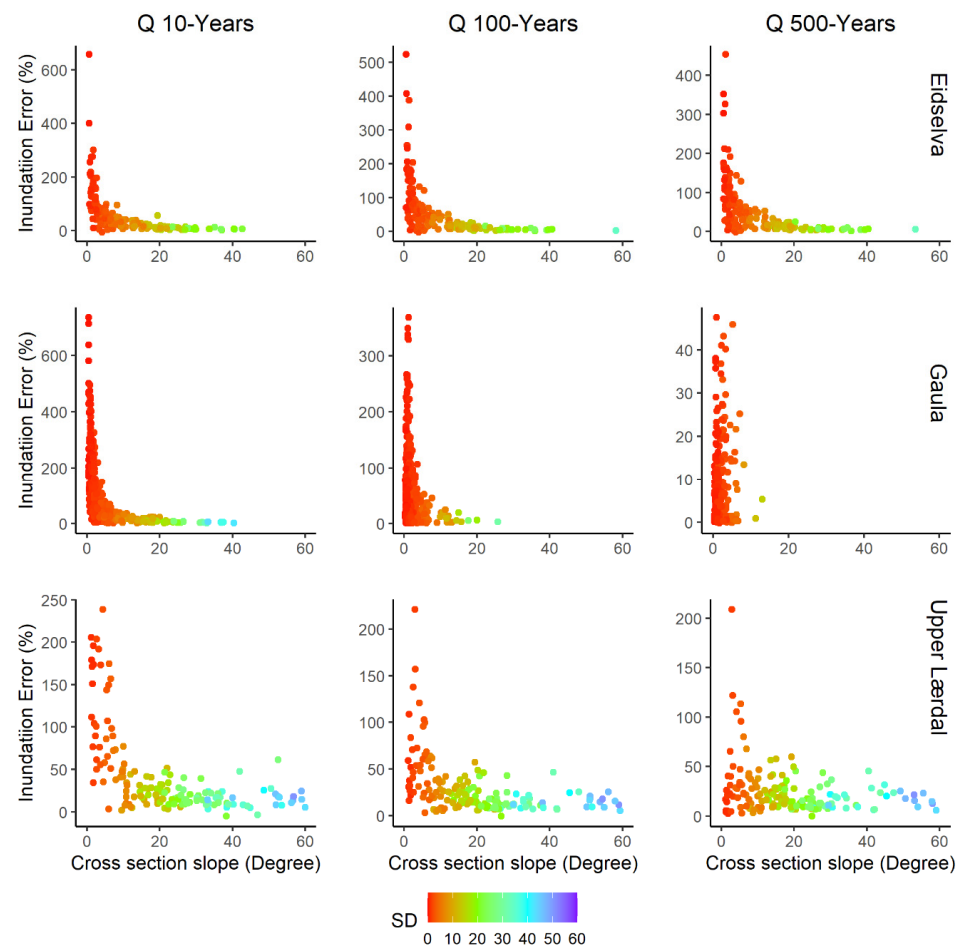 Q 10-Years Q 100-Years Q 500-Years
Inundatiion Error (%)
600
400
200
0
0 20 40 60
500
400
300
200
100
0
0 20 40 60
400
300
200
100
0
0 20 40 60
Eidselva
Inundatiion Error (%)
600
400
200
0
0 20 40 60
300
200
100
0
0 20 40 60
40
30
20
10
0
0 20 40 60
Gaula
Inundatiion Error (%)
250
200
150
100
50
0
0 20 40 60
200
150
100
50
0
0 20 40 60
200
150
100
50
0
0 20 40 60
Upper Lærdal
Cross section slope (Degree) Cross section slope (Degree) Cross section slope (Degree)
SD
0 10 20 30 40 50 60